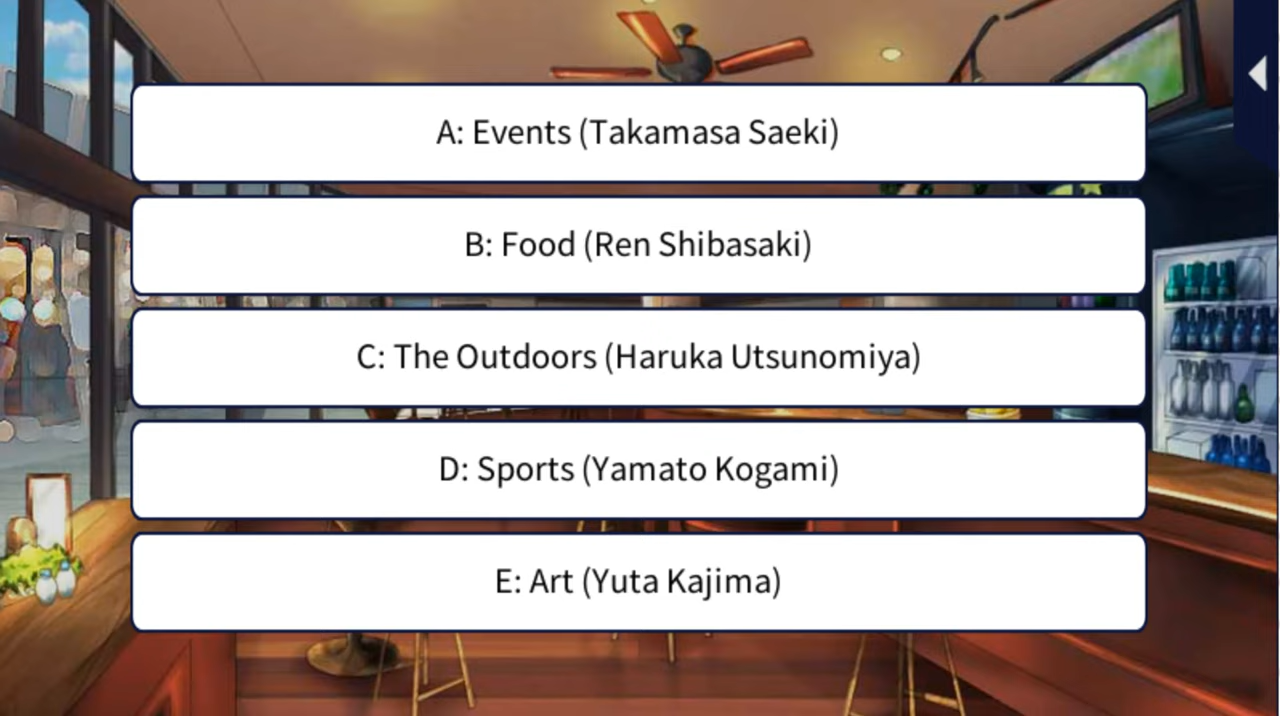 A: Events (Takamasa Saeki)
B: Food (Ren Shibasaki)
C: The Outdoors (Haruka Utsunomiya)
D: Sports (Yamato Kogami)
E: Art (Yuta Kajima)